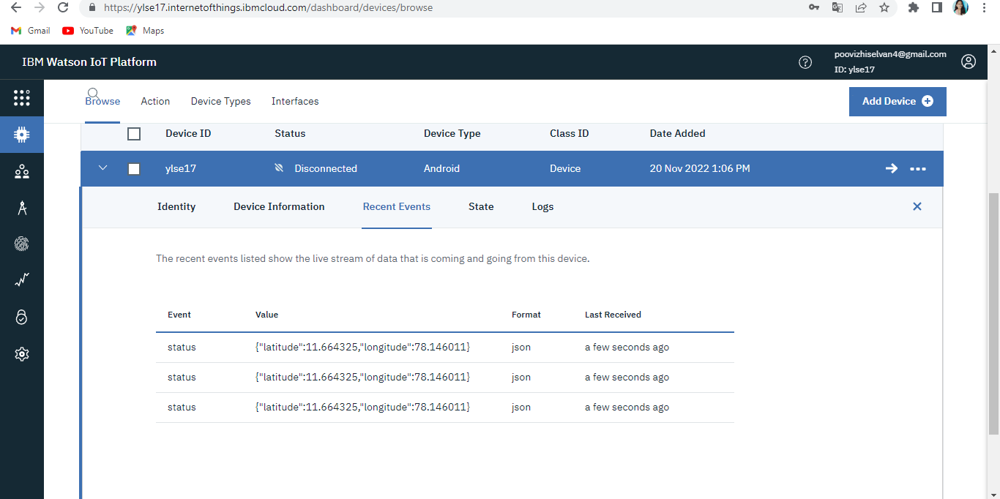 https://ylse17.internetofthings.ibmcloud.com/dashboard/devices/browse
Gmail YouTube Maps
IBM Watson IoT Platform
poovizhiselvan4@gmail.com
ID: ylse17
Browse Action Device Types Interfaces Add Device
Device ID Status Device Type Class ID Date Added
ylse17 Disconnected Android Device 20 Nov 2022 1:06 PM
Identity Device Information Recent Events State Logs
The recent events listed show the live stream of data that is coming and going from this device.
Event Value Format Last Received
status {"latitude":11.664325,"longitude":78.146011} json a few seconds ago
status {"latitude":11.664325,"longitude":78.146011} json a few seconds ago
status {"latitude":11.664325,"longitude":78.146011} json a few seconds ago